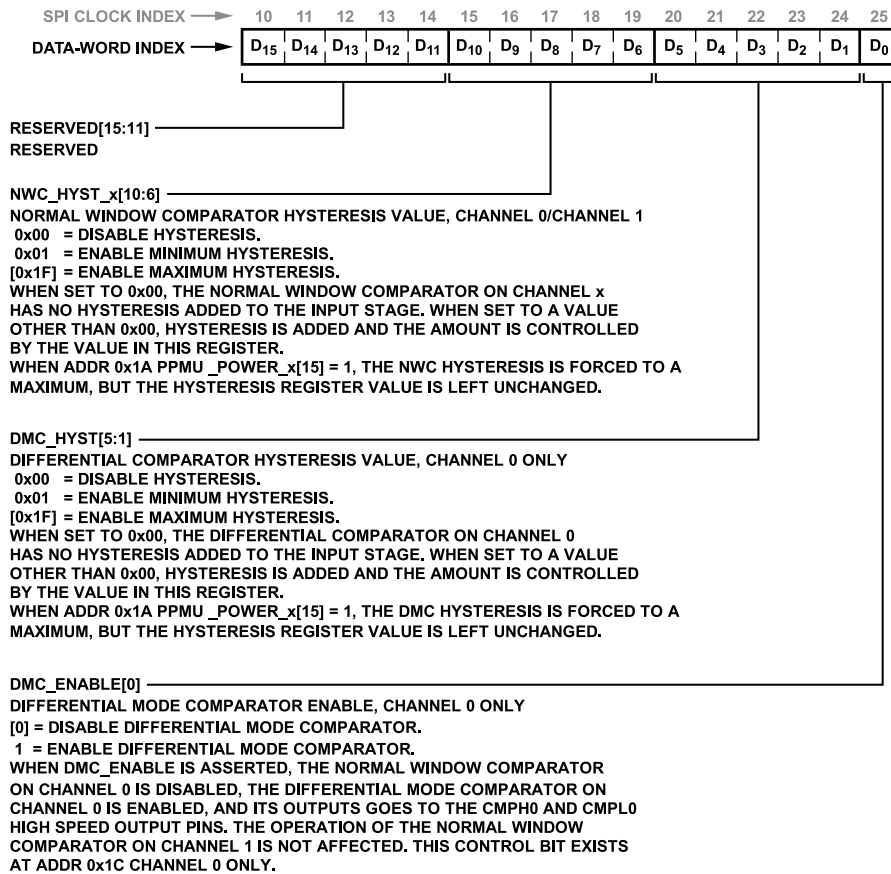 SPI CLOCK INDEX 10 11 12 13 14 15 16 17 18 19 20 21 22 23 24 25
DATA-WORD INDEX D15 D14 D13 D12 D11 D10 D9 D8 D7 D6 D5 D4 D3 D2 D1 D0
RESERVED[15:11]
RESERVED
NWC_HYST_x[10:6]
NORMAL WINDOW COMPARATOR HYSTERESIS VALUE, CHANNEL 0/CHANNEL 1
0x00 = DISABLE HYSTERESIS.
0x01 = ENABLE MINIMUM HYSTERESIS.
[0x1F] = ENABLE MAXIMUM HYSTERESIS.
WHEN SET TO 0x00, THE NORMAL WINDOW COMPARATOR ON CHANNEL x
HAS NO HYSTERESIS ADDED TO THE INPUT STAGE. WHEN SET TO A VALUE
OTHER THAN 0x00, HYSTERESIS IS ADDED AND THE AMOUNT IS CONTROLLED
BY THE VALUE IN THIS REGISTER.
WHEN ADDR 0x1A PPMU _POWER_x[15] = 1, THE NWC HYSTERESIS IS FORCED TO A
MAXIMUM, BUT THE HYSTERESIS REGISTER VALUE IS LEFT UNCHANGED.
DMC_HYST[5:1]
DIFFERENTIAL COMPARATOR HYSTERESIS VALUE, CHANNEL 0 ONLY
0x00 = DISABLE HYSTERESIS.
0x01 = ENABLE MINIMUM HYSTERESIS.
[0x1F] = ENABLE MAXIMUM HYSTERESIS.
WHEN SET TO 0x00, THE DIFFERENTIAL COMPARATOR ON CHANNEL 0
HAS NO HYSTERESIS ADDED TO THE INPUT STAGE. WHEN SET TO A VALUE
OTHER THAN 0x00, HYSTERESIS IS ADDED AND THE AMOUNT IS CONTROLLED
BY THE VALUE IN THIS REGISTER.
WHEN ADDR 0x1A PPMU _POWER_x[15] = 1, THE DMC HYSTERESIS IS FORCED TO A
MAXIMUM, BUT THE HYSTERESIS REGISTER VALUE IS LEFT UNCHANGED.
DMC_ENABLE[0]
DIFFERENTIAL MODE COMPARATOR ENABLE, CHANNEL 0 ONLY
[0] = DISABLE DIFFERENTIAL MODE COMPARATOR.
1 = ENABLE DIFFERENTIAL MODE COMPARATOR.
WHEN DMC_ENABLE IS ASSERTED, THE NORMAL WINDOW COMPARATOR
ON CHANNEL 0 IS DISABLED, THE DIFFERENTIAL MODE COMPARATOR ON
CHANNEL 0 IS ENABLED, AND ITS OUTPUTS GOES TO THE CMPH0 AND CMPL0
HIGH SPEED OUTPUT PINS. THE OPERATION OF THE NORMAL WINDOW
COMPARATOR ON CHANNEL 1 IS NOT AFFECTED. THIS CONTROL BIT EXISTS
AT ADDR 0x1C CHANNEL 0 ONLY.